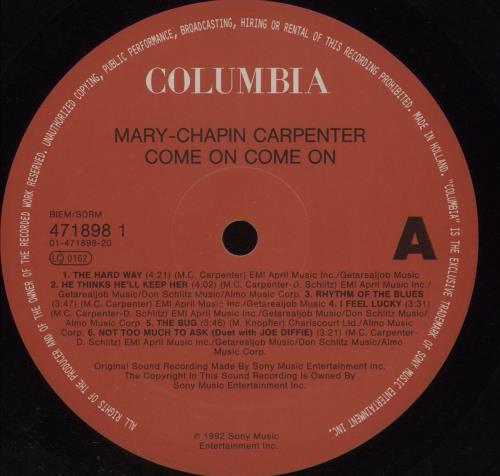 ALL RIGHTS OF THE PRODUCER AND OF THE OWNER OF THE RECORDED WORK RESERVED. UNAUTHORIZED COPYING, PUBLIC PERFORMANCE, BROADCASTING, HIRING OR RENTAL OF THIS RECORDING PROHIBITED. MADE IN HOLLAND. "COLUMBIA" IS THE EXCLUSIVE TRADEMARK OF SONY MUSIC ENTERTAINMENT INC.
COLUMBIA
MARY-CHAPIN CARPENTER
COME ON COME ON
BIEM/SDRM
471898 1
01-471898-20
LC 0162
A
1. THE HARD WAY (4:21) (M.C. Carpenter) EMI April Music Inc./Getarealjob Music
2. HE THINKS HE'LL KEEP HER (4:02) (M.C. Carpenter-D. Schlitz) EMI April Music Inc./
Getarealjob Music/Don Schlitz Music/Almo Music Corp. 3. RHYTHM OF THE BLUES
(3:47) (M.C. Carpenter) EMI April Music Inc./Getarealjob Music 4. I FEEL LUCKY (3:31)
(M.C. Carpenter-D. Schlitz) EMI April Music Inc./Getarealjob Music/Don Schlitz Music/
Almo Music Corp. 5. THE BUG (3:46) (M. Knopfler) Chariscourt Ltd./Almo Music
Corp. 6. NOT TOO MUCH TO ASK (Duet with JOE DIFFIE) (3:21) (M.C. Carpenter-
D. Schlitz) EMI April Music Inc./Getarealjob Music/Don Schlitz Music/Almo
Music Corp.
Original Sound Recording Made By Sony Music Entertainment Inc.
The Copyright In This Sound Recording Is Owned By
Sony Music Entertainment Inc.
℗ 1992 Sony Music
Entertainment Inc.